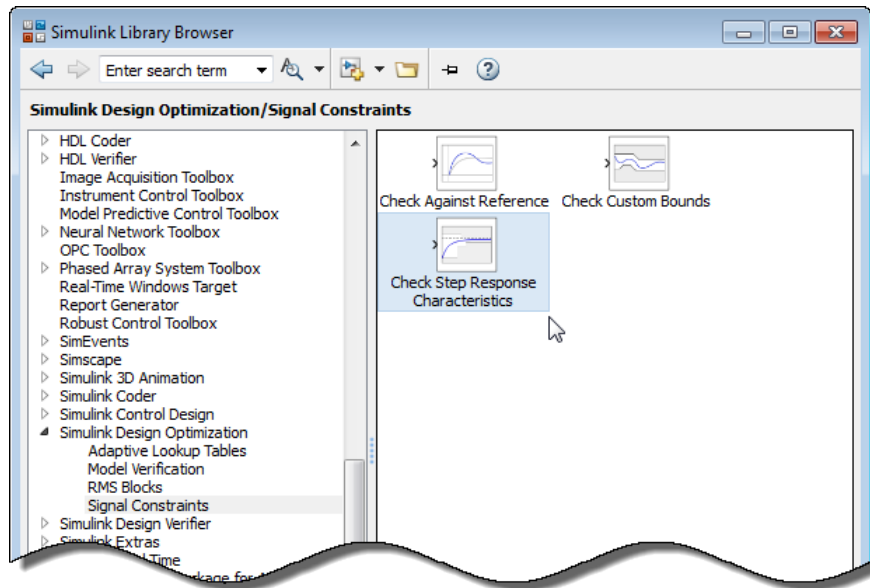 Simulink Library Browser
Enter search term
Simulink Design Optimization/Signal Constraints
HDL Coder
HDL Verifier
Image Acquisition Toolbox
Instrument Control Toolbox
Model Predictive Control Toolbox
Neural Network Toolbox
OPC Toolbox
Phased Array System Toolbox
Real-Time Windows Target
Report Generator
Robust Control Toolbox
SimEvents
Simscape
Simulink 3D Animation
Simulink Coder
Simulink Control Design
Simulink Design Optimization
Adaptive Lookup Tables
Model Verification
RMS Blocks
Signal Constraints
Simulink Design Verifier
Simulink Extras
Time
kage for
Check Against Reference
Check Custom Bounds
Check Step Response
Characteristics